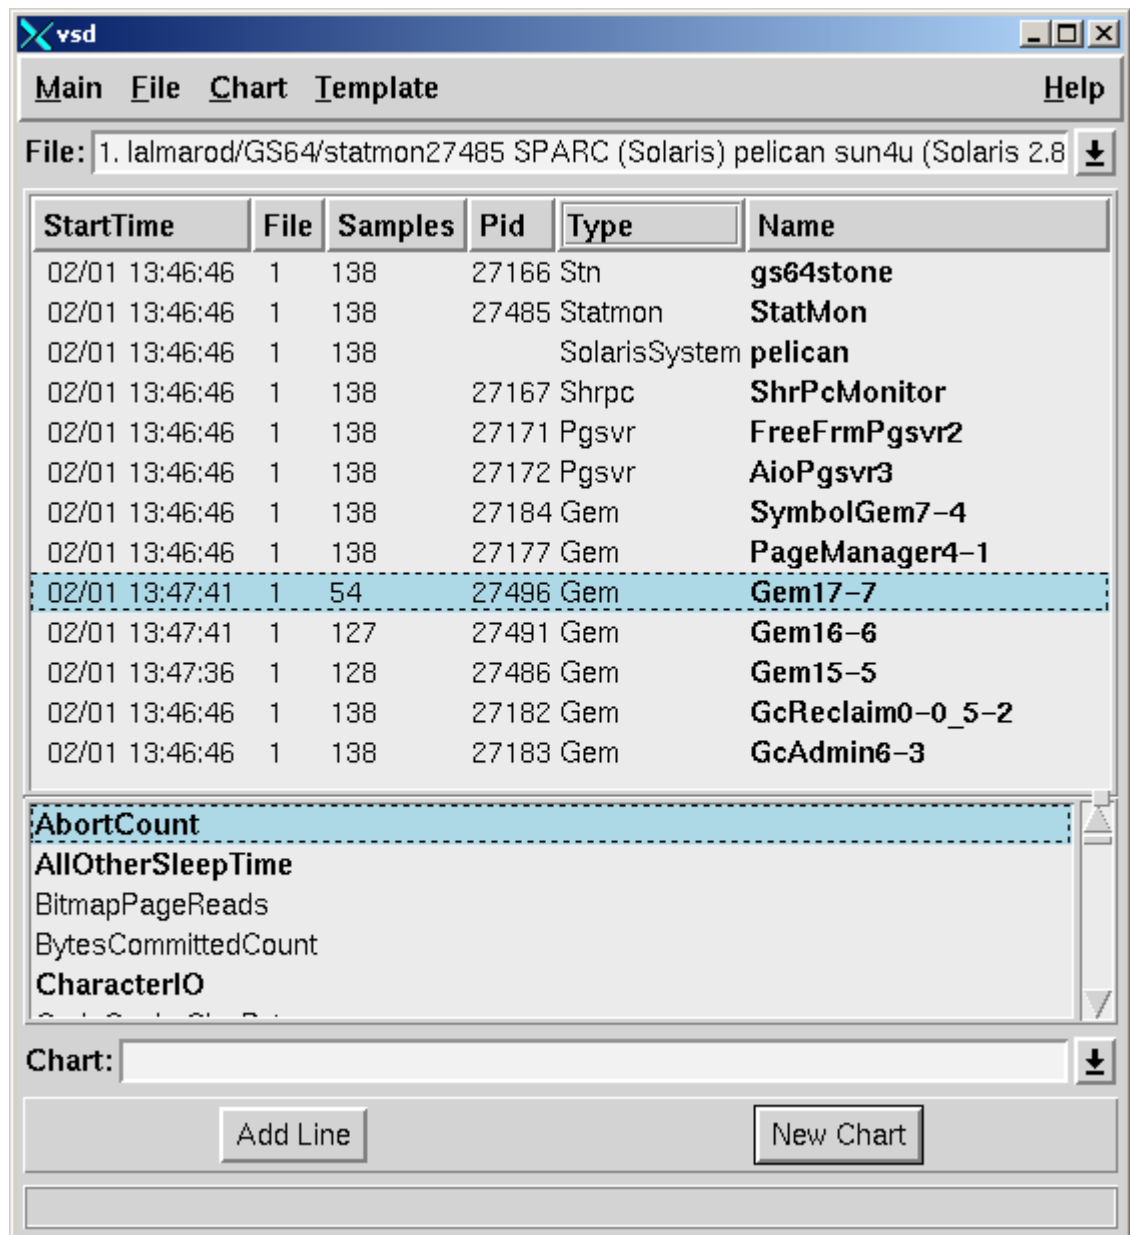 vsd
Main File Chart Template Help
File: 1. lalmarod/GS64/statmon27485 SPARC (Solaris) pelican sun4u (Solaris 2.8
StartTime File Samples Pid Type Name
02/01 13:46:46 1 138 27166 Stn gs64stone
02/01 13:46:46 1 138 27485 Statmon StatMon
02/01 13:46:46 1 138 SolarisSystem pelican
02/01 13:46:46 1 138 27167 Shrpc ShrPcMonitor
02/01 13:46:46 1 138 27171 Pgsvr FreeFrmPgsvr2
02/01 13:46:46 1 138 27172 Pgsvr AioPgsvr3
02/01 13:46:46 1 138 27184 Gem SymbolGem7-4
02/01 13:46:46 1 138 27177 Gem PageManager4-1
02/01 13:47:41 1 54 27496 Gem Gem17-7
02/01 13:47:41 1 127 27491 Gem Gem16-6
02/01 13:47:36 1 128 27486 Gem Gem15-5
02/01 13:46:46 1 138 27182 Gem GcReclaim0-0_5-2
02/01 13:46:46 1 138 27183 Gem GcAdmin6-3
AbortCount
AllOtherSleepTime
BitmapPageReads
BytesCommittedCount
CharacterIO
Chart:
Add Line New Chart